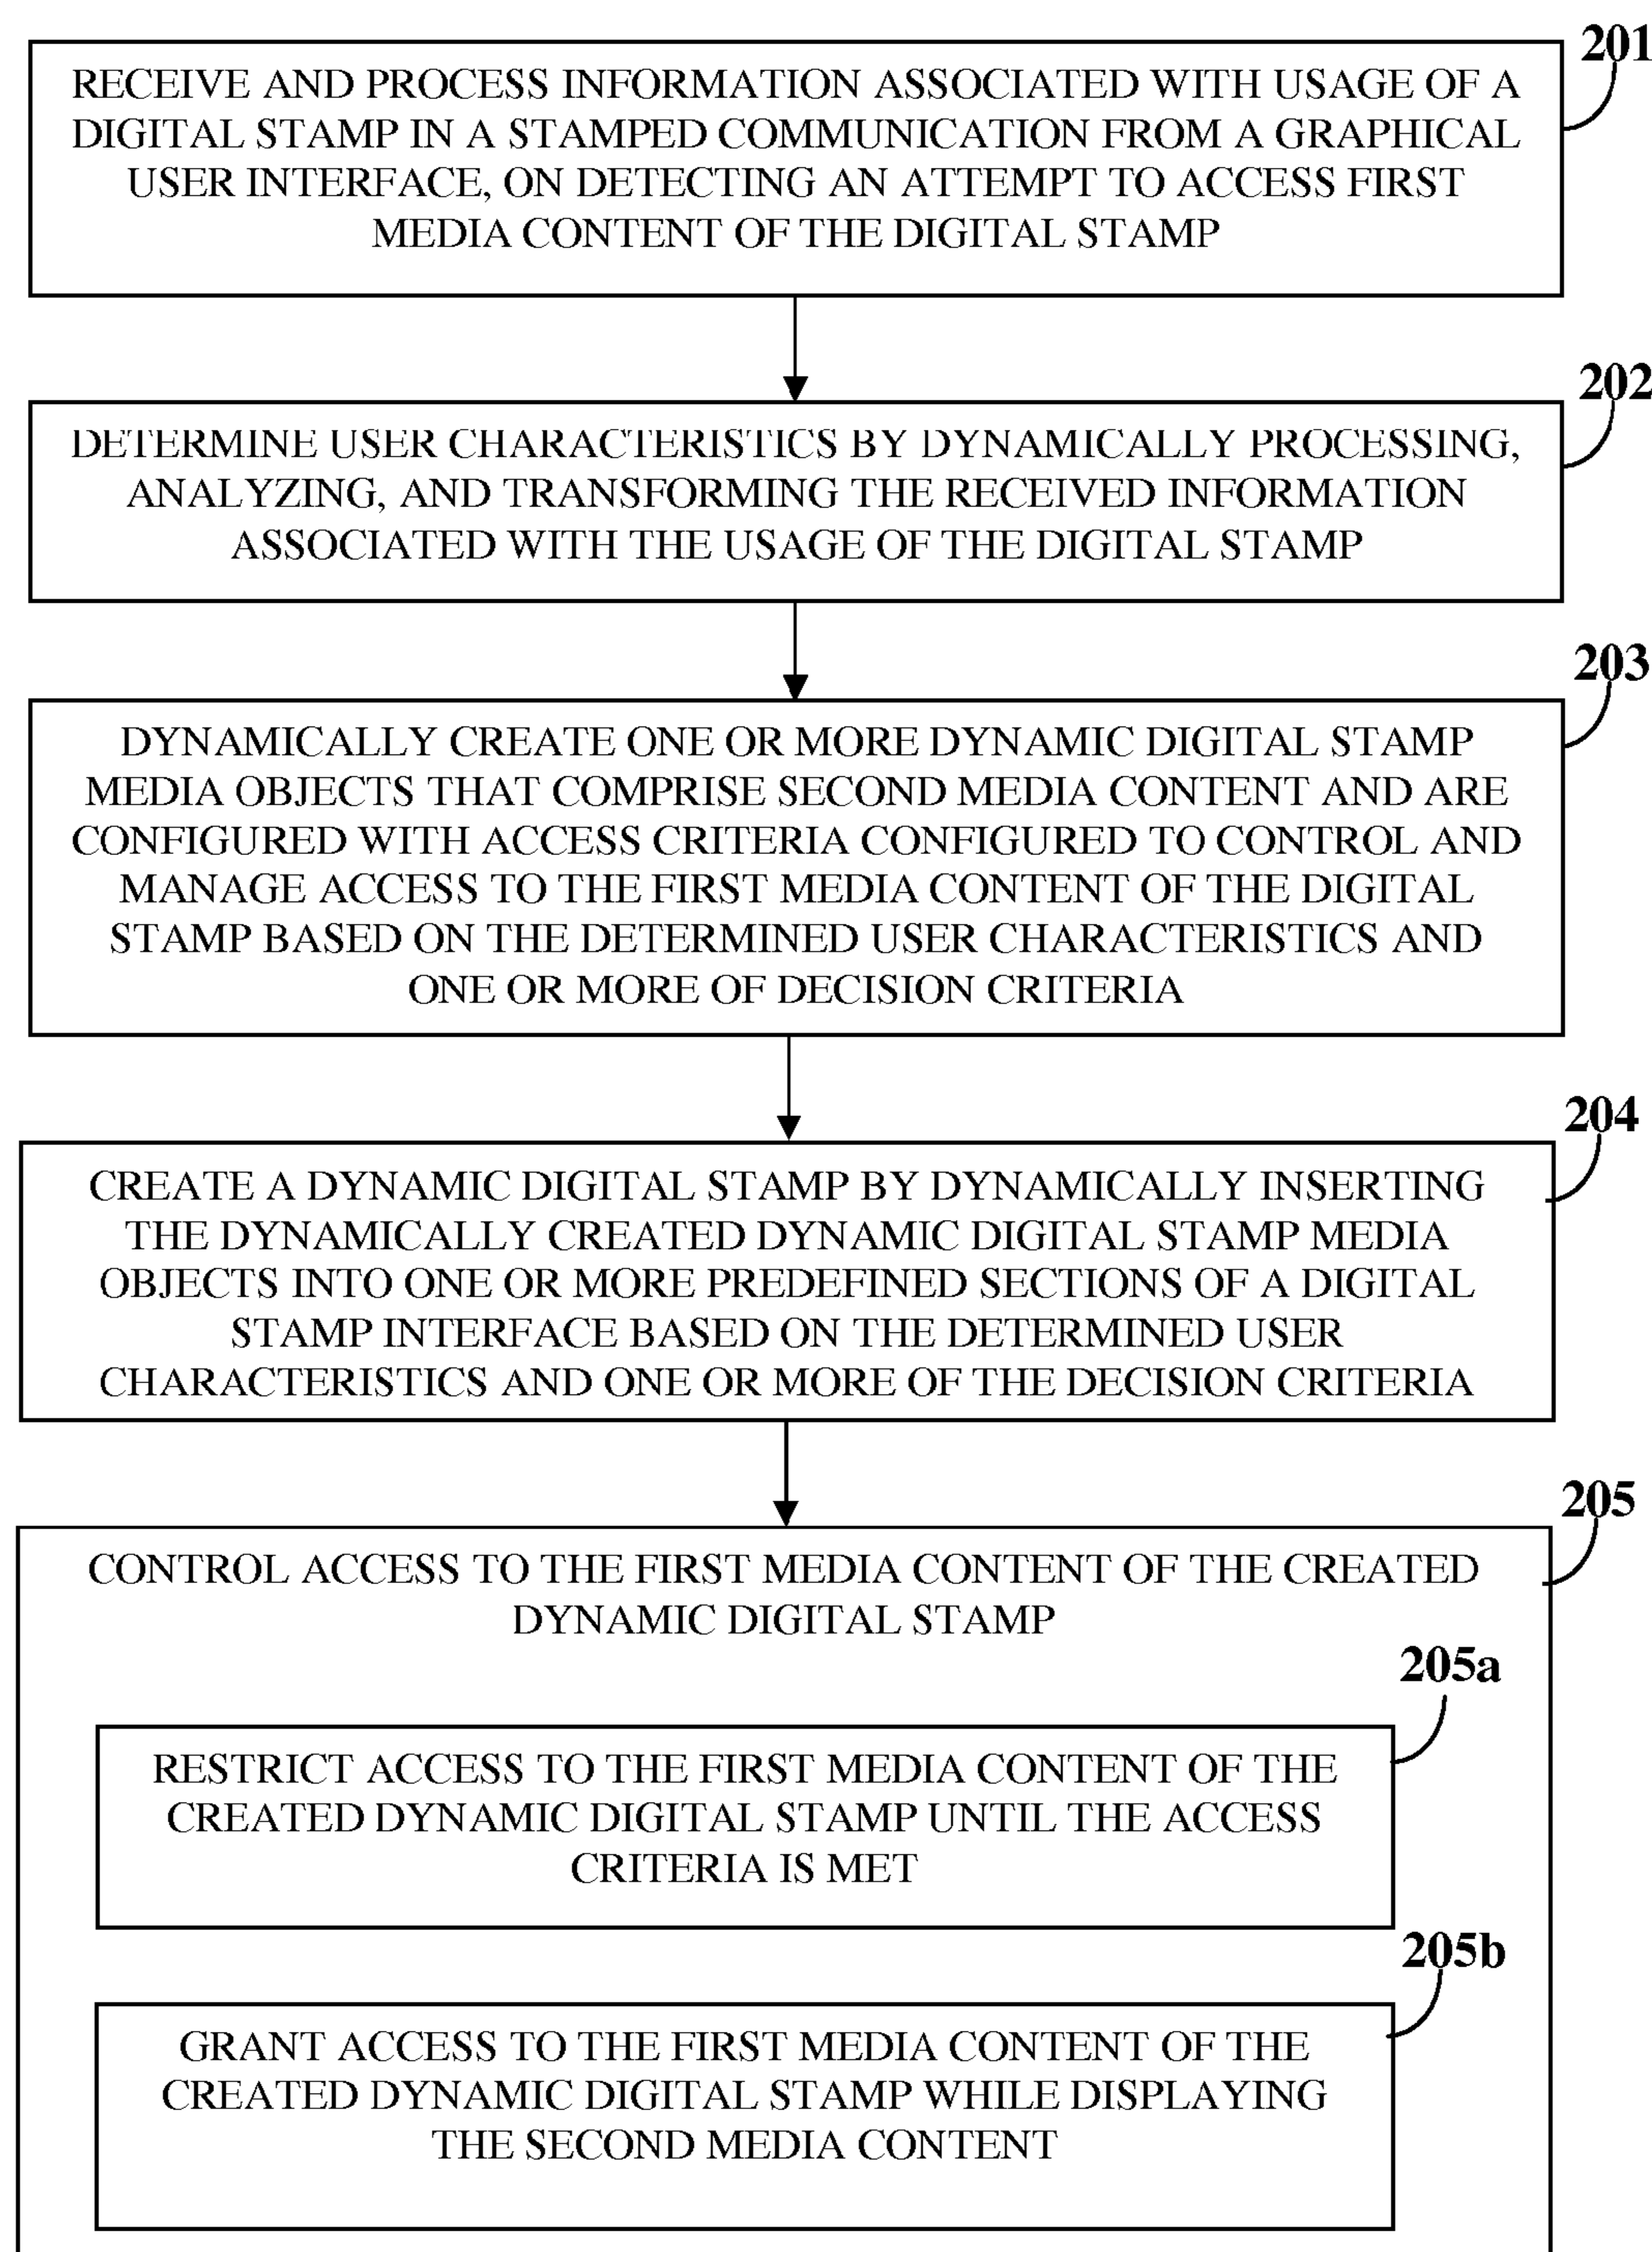 201
RECEIVE AND PROCESS INFORMATION ASSOCIATED WITH USAGE OF A
DIGITAL STAMP IN A STAMPED COMMUNICATION FROM A GRAPHICAL
USER INTERFACE, ON DETECTING AN ATTEMPT TO ACCESS FIRST
MEDIA CONTENT OF THE DIGITAL STAMP
202
DETERMINE USER CHARACTERISTICS BY DYNAMICALLY PROCESSING,
ANALYZING, AND TRANSFORMING THE RECEIVED INFORMATION
ASSOCIATED WITH THE USAGE OF THE DIGITAL STAMP
203
DYNAMICALLY CREATE ONE OR MORE DYNAMIC DIGITAL STAMP
MEDIA OBJECTS THAT COMPRISE SECOND MEDIA CONTENT AND ARE
CONFIGURED WITH ACCESS CRITERIA CONFIGURED TO CONTROL AND
MANAGE ACCESS TO THE FIRST MEDIA CONTENT OF THE DIGITAL
STAMP BASED ON THE DETERMINED USER CHARACTERISTICS AND
ONE OR MORE OF DECISION CRITERIA
204
CREATE A DYNAMIC DIGITAL STAMP BY DYNAMICALLY INSERTING
THE DYNAMICALLY CREATED DYNAMIC DIGITAL STAMP MEDIA
OBJECTS INTO ONE OR MORE PREDEFINED SECTIONS OF A DIGITAL
STAMP INTERFACE BASED ON THE DETERMINED USER
CHARACTERISTICS AND ONE OR MORE OF THE DECISION CRITERIA
205
CONTROL ACCESS TO THE FIRST MEDIA CONTENT OF THE CREATED
DYNAMIC DIGITAL STAMP
205a
RESTRICT ACCESS TO THE FIRST MEDIA CONTENT OF THE
CREATED DYNAMIC DIGITAL STAMP UNTIL THE ACCESS
CRITERIA IS MET
205b
GRANT ACCESS TO THE FIRST MEDIA CONTENT OF THE
CREATED DYNAMIC DIGITAL STAMP WHILE DISPLAYING
THE SECOND MEDIA CONTENT